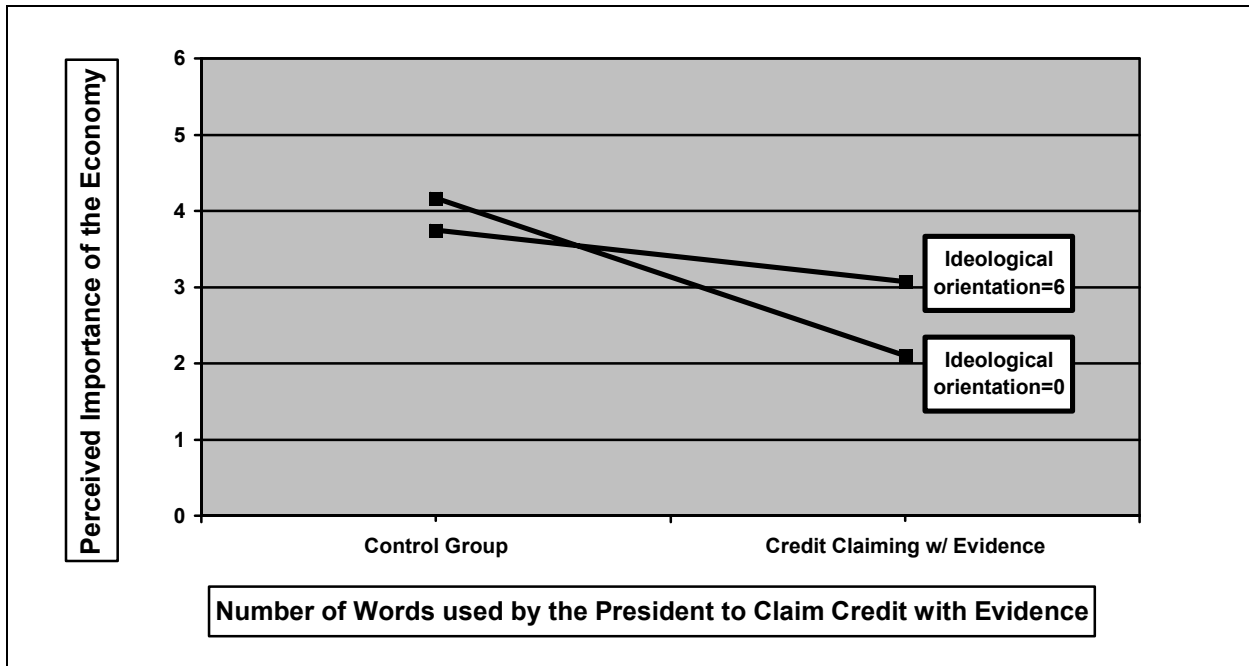 Perceived Importance of the Economy
6
5
4
3
2
1
0
Ideological
orientation=6
Ideological
orientation=0
Control Group
Credit Claiming w/ Evidence
Number of Words used by the President to Claim Credit with Evidence